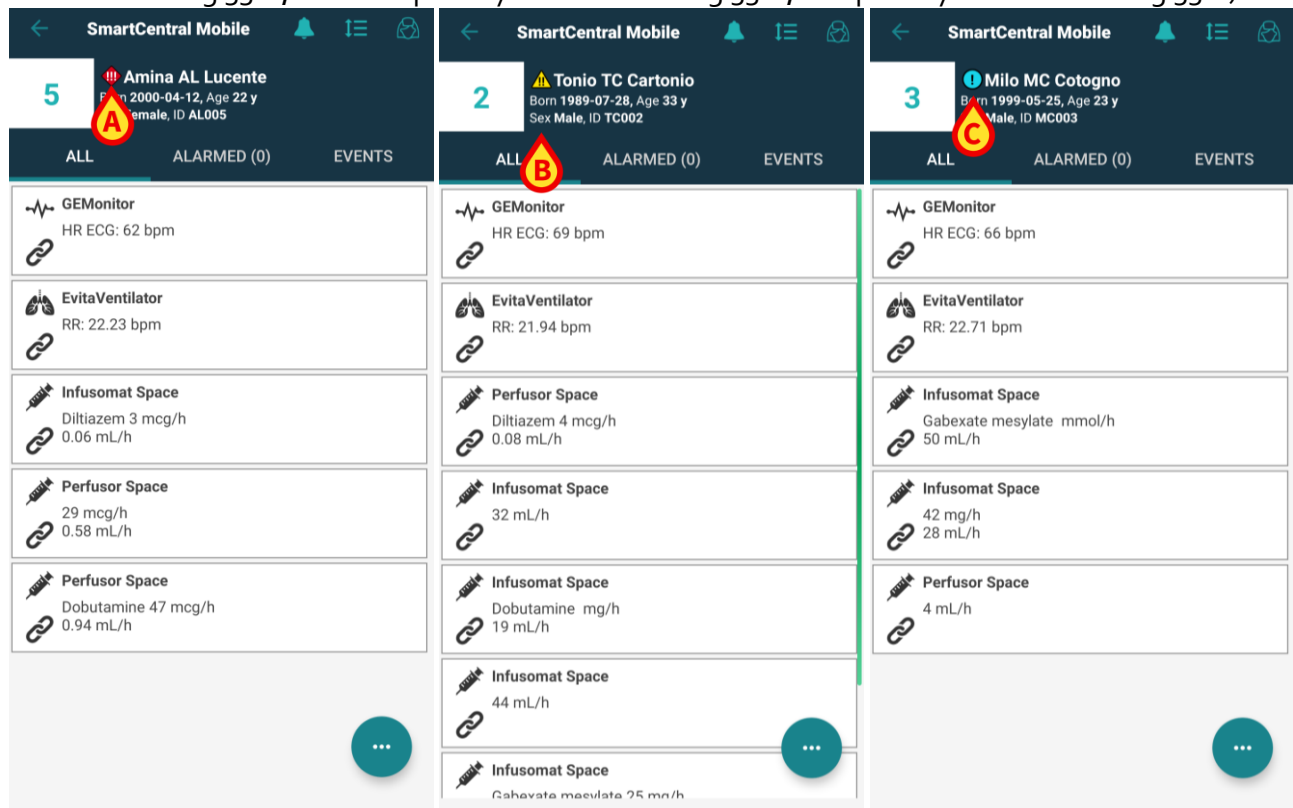 SmartCentral Mobile
5
Amina AL Lucente
2000-04-12, Age 22 y
ID AL005
A
ALL ALARMED (0) EVENTS
GEMonitor
HR ECG: 62 bpm
EvitaVentilator
RR: 22.23 bpm
Infusomat Space
Diltiazem 3 mcg/h
0.06 mL/h
Perfusor Space
29 mcg/h
0.58 mL/h
Perfusor Space
Dobutamine 47 mcg/h
0.94 mL/h
...
SmartCentral Mobile
2
Tonio TC Cartonio
Born 1989-07-28, Age 33 y
Sex Male, ID TC002
B
ALL ALARMED (0) EVENTS
GEMonitor
HR ECG: 69 bpm
EvitaVentilator
RR: 21.94 bpm
Perfusor Space
Diltiazem 4 mcg/h
0.08 mL/h
Infusomat Space
32 mL/h
Infusomat Space
Dobutamine mg/h
19 mL/h
Infusomat Space
44 mL/h
Infusomat Space
Gabexate mesylate 25 mg/h
...
SmartCentral Mobile
3
Milo MC Cotogno
1999-05-25, Age 23 y
Male, ID MC003
C
ALL ALARMED (0) EVENTS
GEMonitor
HR ECG: 66 bpm
EvitaVentilator
RR: 22.71 bpm
Infusomat Space
Gabexate mesylate mmol/h
50 mL/h
Infusomat Space
42 mg/h
28 mL/h
Perfusor Space
4 mL/h
...